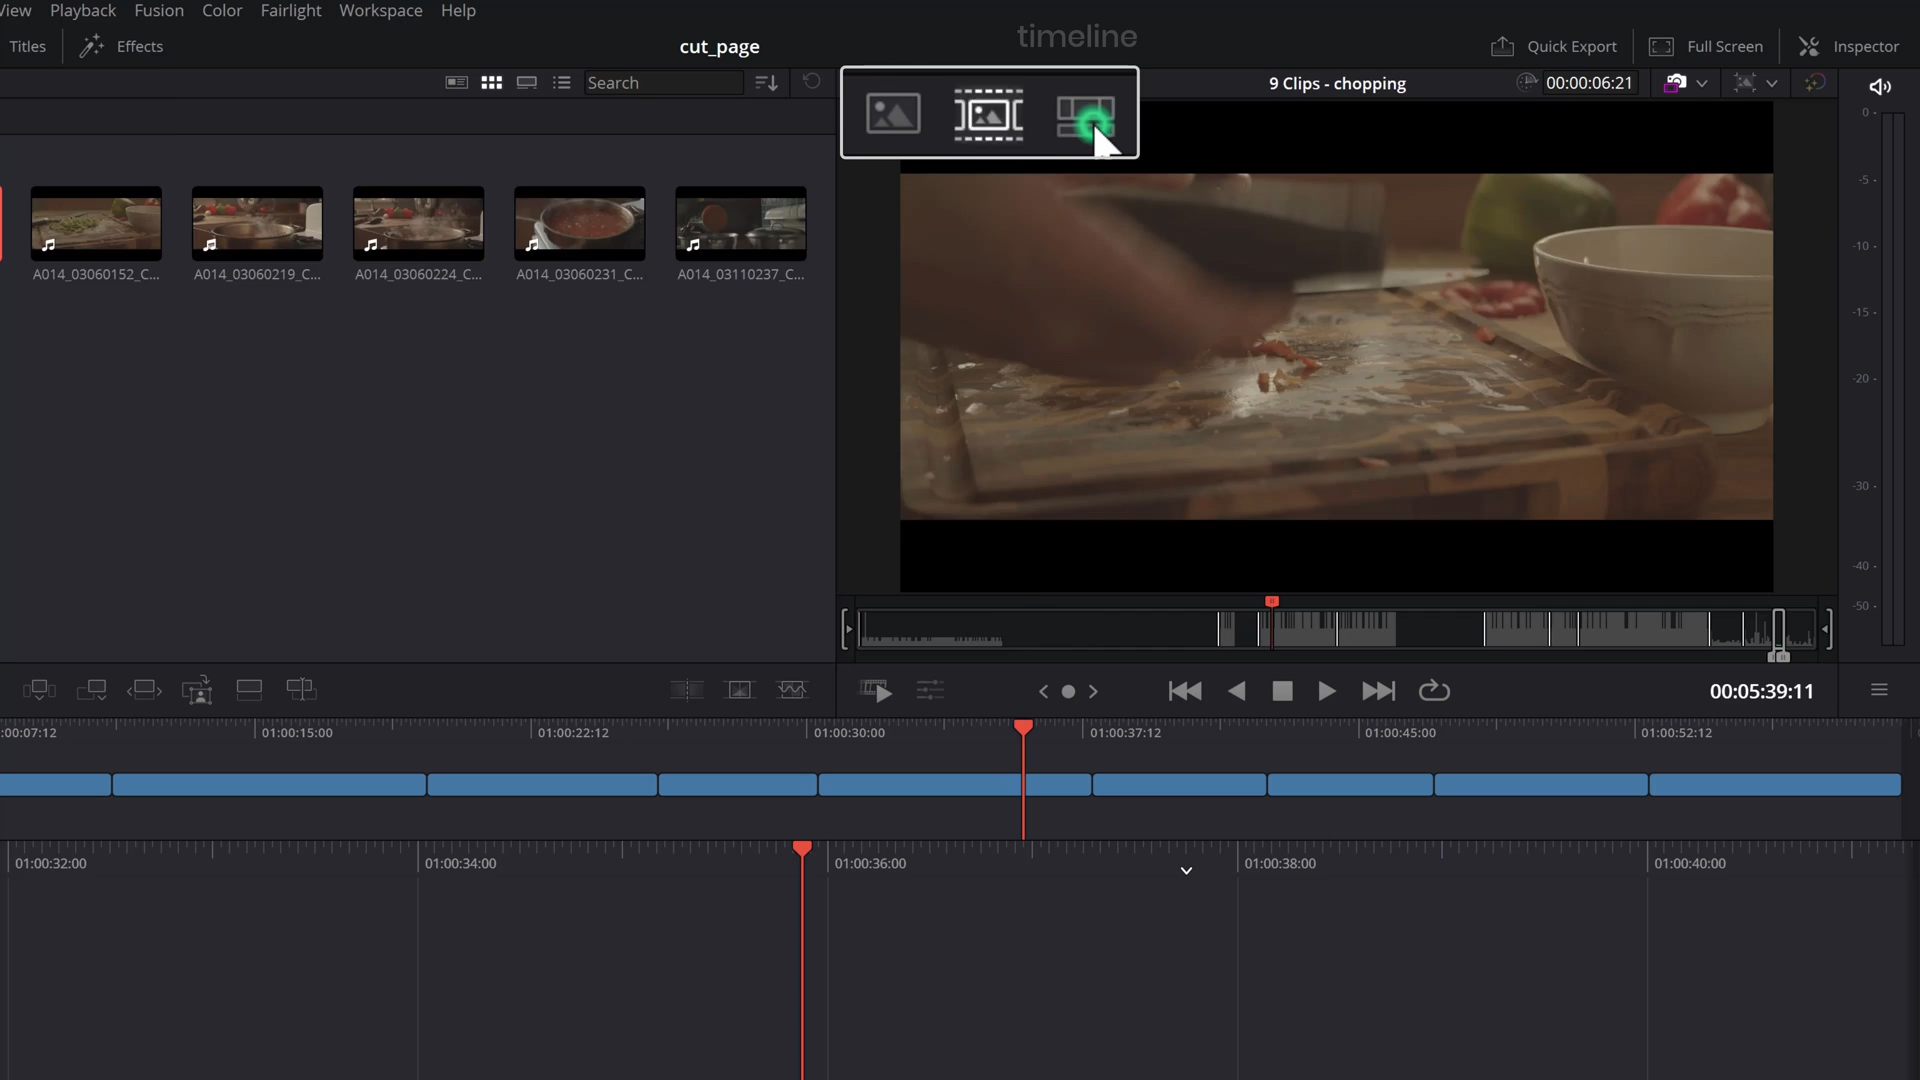 View Playback Fusion Color Fairlight Workspace Help
timeline
Titles Effects cut_page Quick Export Full Screen Inspector
Search 9 Clips - chopping 00:00:06:21
0 -
-5 -
-10 -
-15 -
-20 -
-30 -
-40 -
-50 -
A014_03060152_C... A014_03060219_C... A014_03060224_C... A014_03060231_C... A014_03110237_C...
00:05:39:11
:00:07:12 01:00:15:00 01:00:22:12 01:00:30:00 01:00:37:12 01:00:45:00 01:00:52:12
01:00:32:00 01:00:34:00 01:00:36:00 01:00:38:00 01:00:40:00